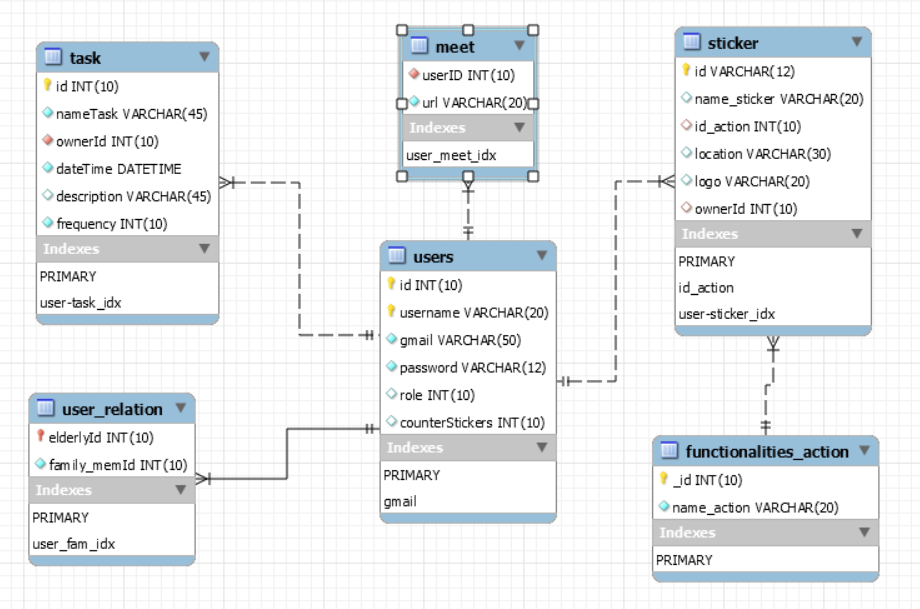 task
id INT(10)
nameTask VARCHAR(45)
ownerId INT(10)
dateTime DATETIME
description VARCHAR(45)
frequency INT(10)
Indexes
PRIMARY
user-task_idx
meet
userID INT(10)
url VARCHAR(20)
Indexes
user_meet_idx
sticker
id VARCHAR(12)
name_sticker VARCHAR(20)
id_action INT(10)
location VARCHAR(30)
logo VARCHAR(20)
ownerId INT(10)
Indexes
PRIMARY
id_action
user-sticker_idx
users
id INT(10)
username VARCHAR(20)
gmail VARCHAR(50)
password VARCHAR(12)
role INT(10)
counterStickers INT(10)
Indexes
PRIMARY
gmail
user_relation
elderlyId INT(10)
family_memId INT(10)
Indexes
PRIMARY
user_fam_idx
functionalities_action
_id INT(10)
name_action VARCHAR(20)
Indexes
PRIMARY